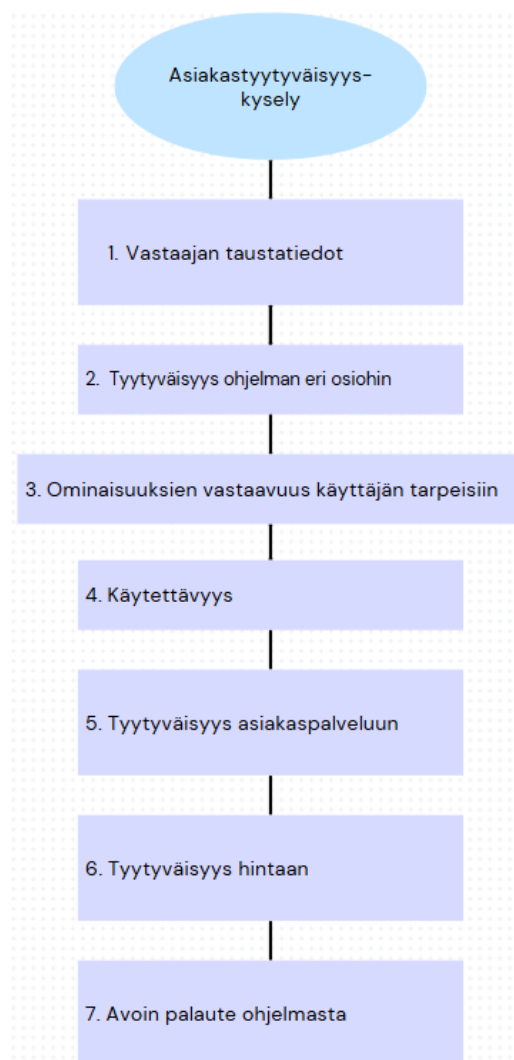 Asiakastyytyväisyys-
kysely
1. Vastaajan taustatiedot
2. Tyytyväisyys ohjelman eri osiohin
3. Ominaisuuksien vastaavuus käyttäjän tarpeisiin
4. Käytettävyys
5. Tyytyväisyys asiakaspalveluun
6. Tyytyväisyys hintaan
7. Avoin palaute ohjelmasta